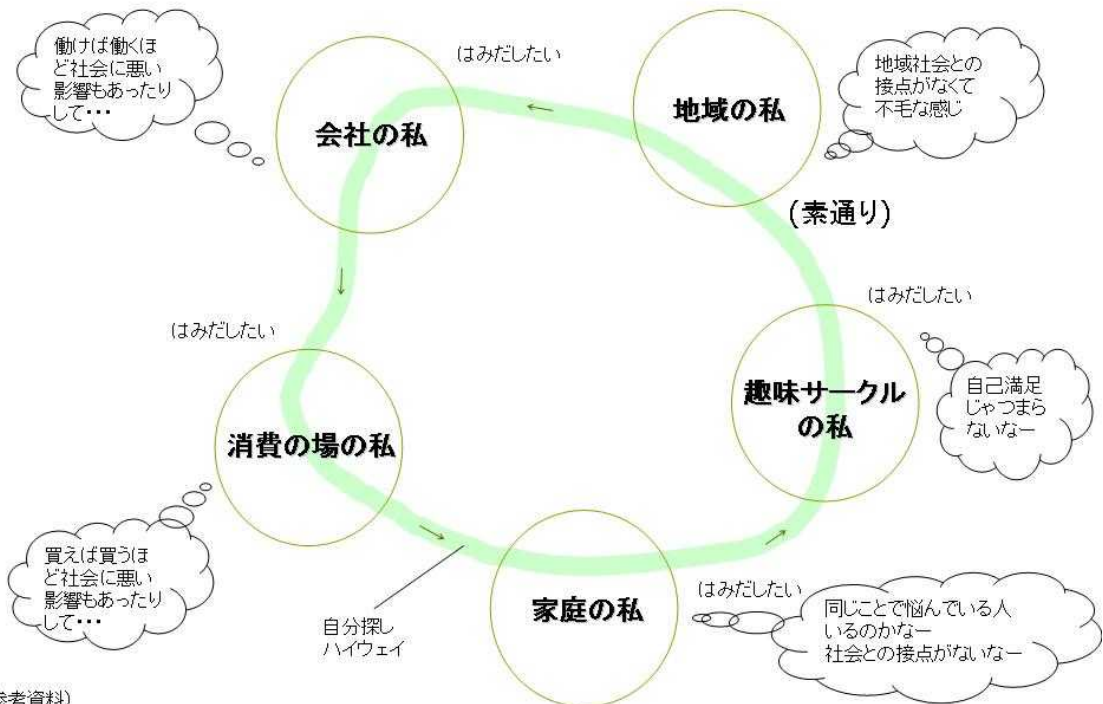 働けば働くほ
ど社会に悪い
影響もあったり
して・・・
はみだしたい
会社の私
地域の私
地域社会との
接点がなくて
不毛な感じ
(素通り)
はみだしたい
はみだしたい
趣味サークル
の私
自己満足
じゃつまら
ないなー
消費の場の私
買えば買うほ
ど社会に悪い
影響もあったり
して・・・
自分探し
ハイウェイ
家庭の私
はみだしたい
同じことで悩んでいる人
いるのかなー
社会との接点がないなー
参考資料)